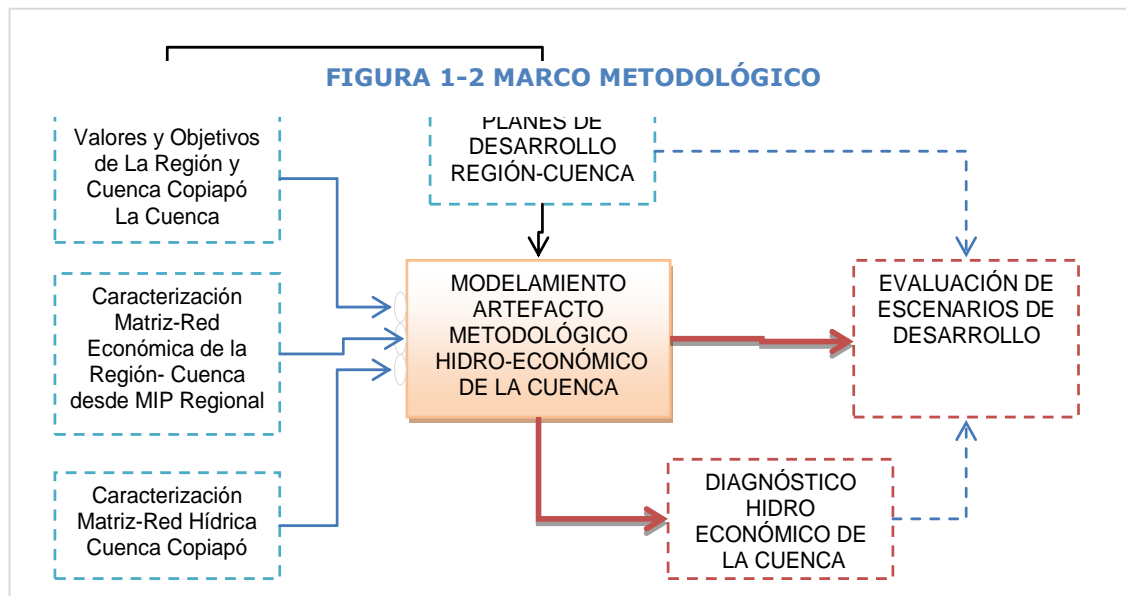 FIGURA 1-2 MARCO METODOLÓGICO
Valores y Objetivos
de La Región y
Cuenca Copiapó
La Cuenca
PLANES DE
DESARROLLO
REGIÓN-CUENCA
Caracterización
Matriz-Red
Económica de la
Región- Cuenca
desde MIP Regional
MODELAMIENTO
ARTEFACTO
METODOLÓGICO
HIDRO-ECONÓMICO
DE LA CUENCA
EVALUACIÓN DE
ESCENARIOS DE
DESARROLLO
Caracterización
Matriz-Red Hídrica
Cuenca Copiapó
DIAGNÓSTICO
HIDRO
ECONÓMICO DE
LA CUENCA